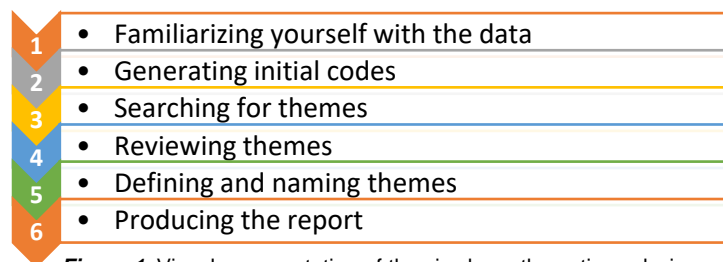 1 • Familiarizing yourself with the data
2 • Generating initial codes
3 • Searching for themes
4 • Reviewing themes
5 • Defining and naming themes
6 • Producing the report